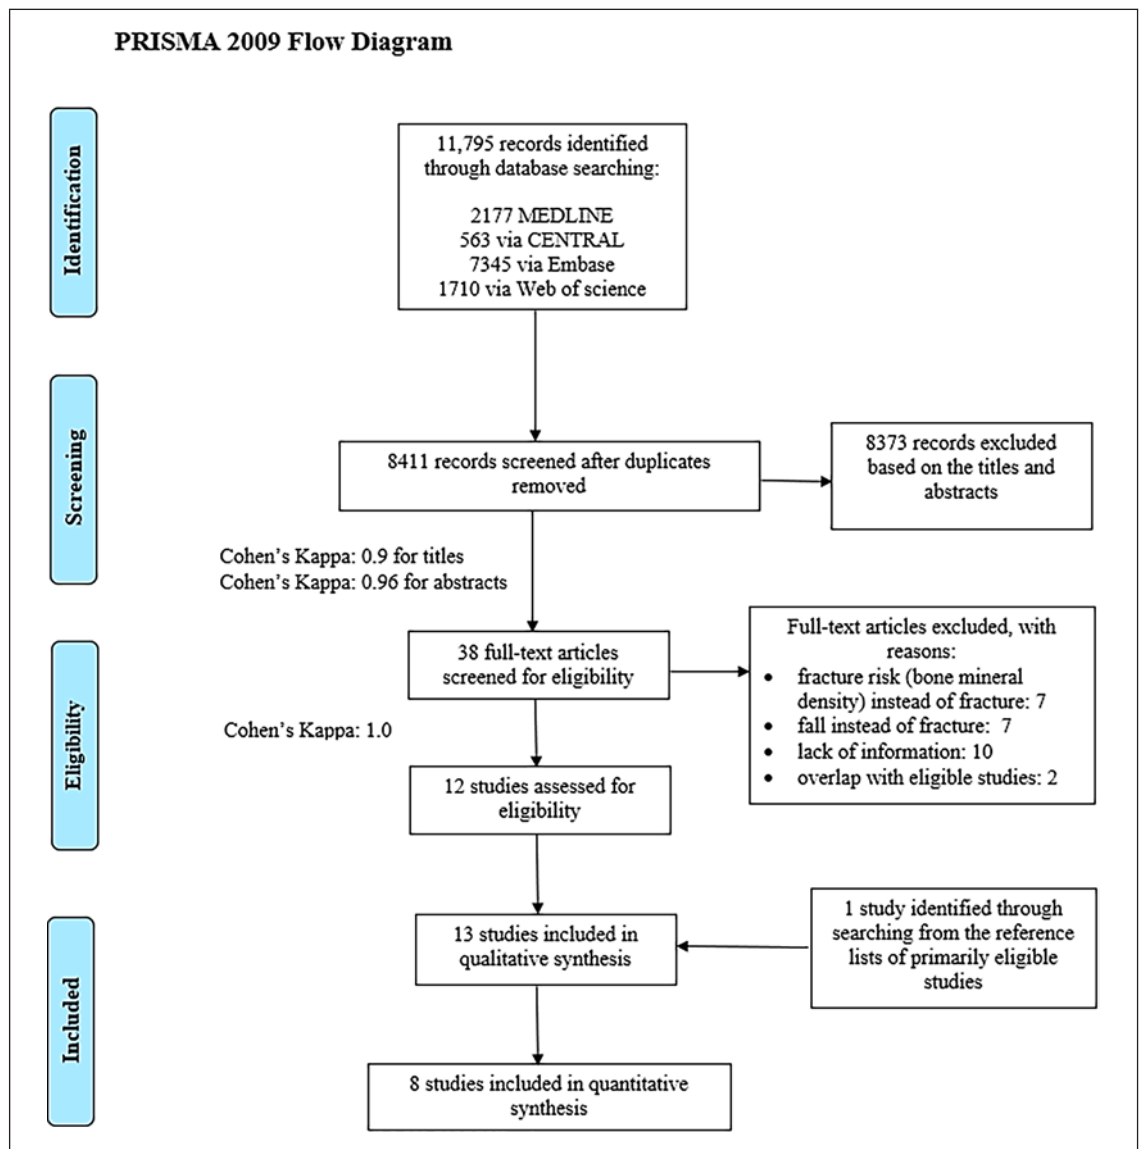 PRISMA 2009 Flow Diagram
Identification
11,795 records identified
through database searching:
2177 MEDLINE
563 via CENTRAL
7345 via Embase
1710 via Web of science
Screening
8411 records screened after duplicates
removed
8373 records excluded
based on the titles and
abstracts
Cohen's Kappa: 0.9 for titles
Cohen's Kappa: 0.96 for abstracts
Eligibility
38 full-text articles
screened for eligibility
Full-text articles excluded, with
reasons:
• fracture risk (bone mineral
density) instead of fracture: 7
• fall instead of fracture: 7
• lack of information: 10
• overlap with eligible studies: 2
Cohen's Kappa: 1.0
12 studies assessed for
eligibility
Included
13 studies included in
qualitative synthesis
1 study identified through
searching from the reference
lists of primarily eligible
studies
8 studies included in quantitative
synthesis